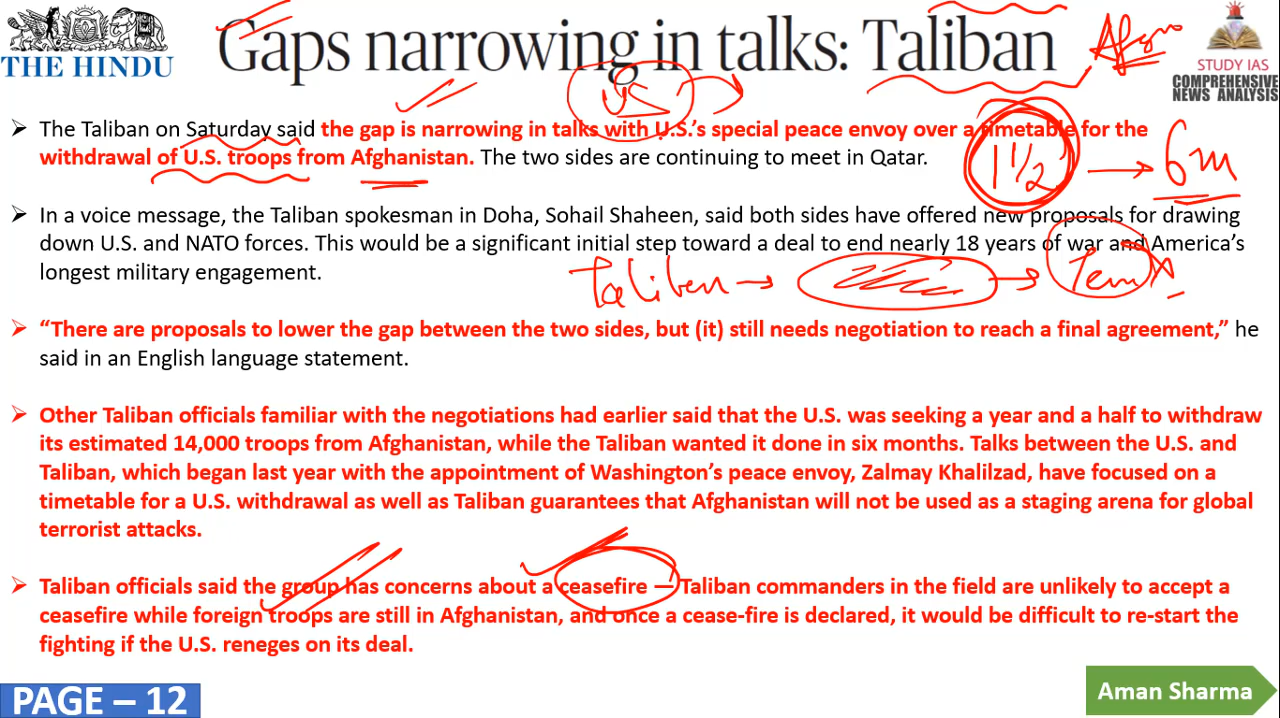 Gaps narrowing in talks: Taliban
Afgn
THE HINDU
STUDY IAS
COMPREHENSIVE
NEWS ANALYSIS
US
➢ The Taliban on Saturday said the gap is narrowing in talks with U.S.'s special peace envoy over a timetable for the
withdrawal of U.S. troops from Afghanistan. The two sides are continuing to meet in Qatar.
1 1/2 → 6m
➢ In a voice message, the Taliban spokesman in Doha, Sohail Shaheen, said both sides have offered new proposals for drawing
down U.S. and NATO forces. This would be a significant initial step toward a deal to end nearly 18 years of war and America's
longest military engagement.
Taliben → → Terr X
➢ “There are proposals to lower the gap between the two sides, but (it) still needs negotiation to reach a final agreement,” he
said in an English language statement.
➢ Other Taliban officials familiar with the negotiations had earlier said that the U.S. was seeking a year and a half to withdraw
its estimated 14,000 troops from Afghanistan, while the Taliban wanted it done in six months. Talks between the U.S. and
Taliban, which began last year with the appointment of Washington's peace envoy, Zalmay Khalilzad, have focused on a
timetable for a U.S. withdrawal as well as Taliban guarantees that Afghanistan will not be used as a staging arena for global
terrorist attacks.
➢ Taliban officials said the group has concerns about a ceasefire — Taliban commanders in the field are unlikely to accept a
ceasefire while foreign troops are still in Afghanistan, and once a cease-fire is declared, it would be difficult to re-start the
fighting if the U.S. reneges on its deal.
PAGE – 12
Aman Sharma